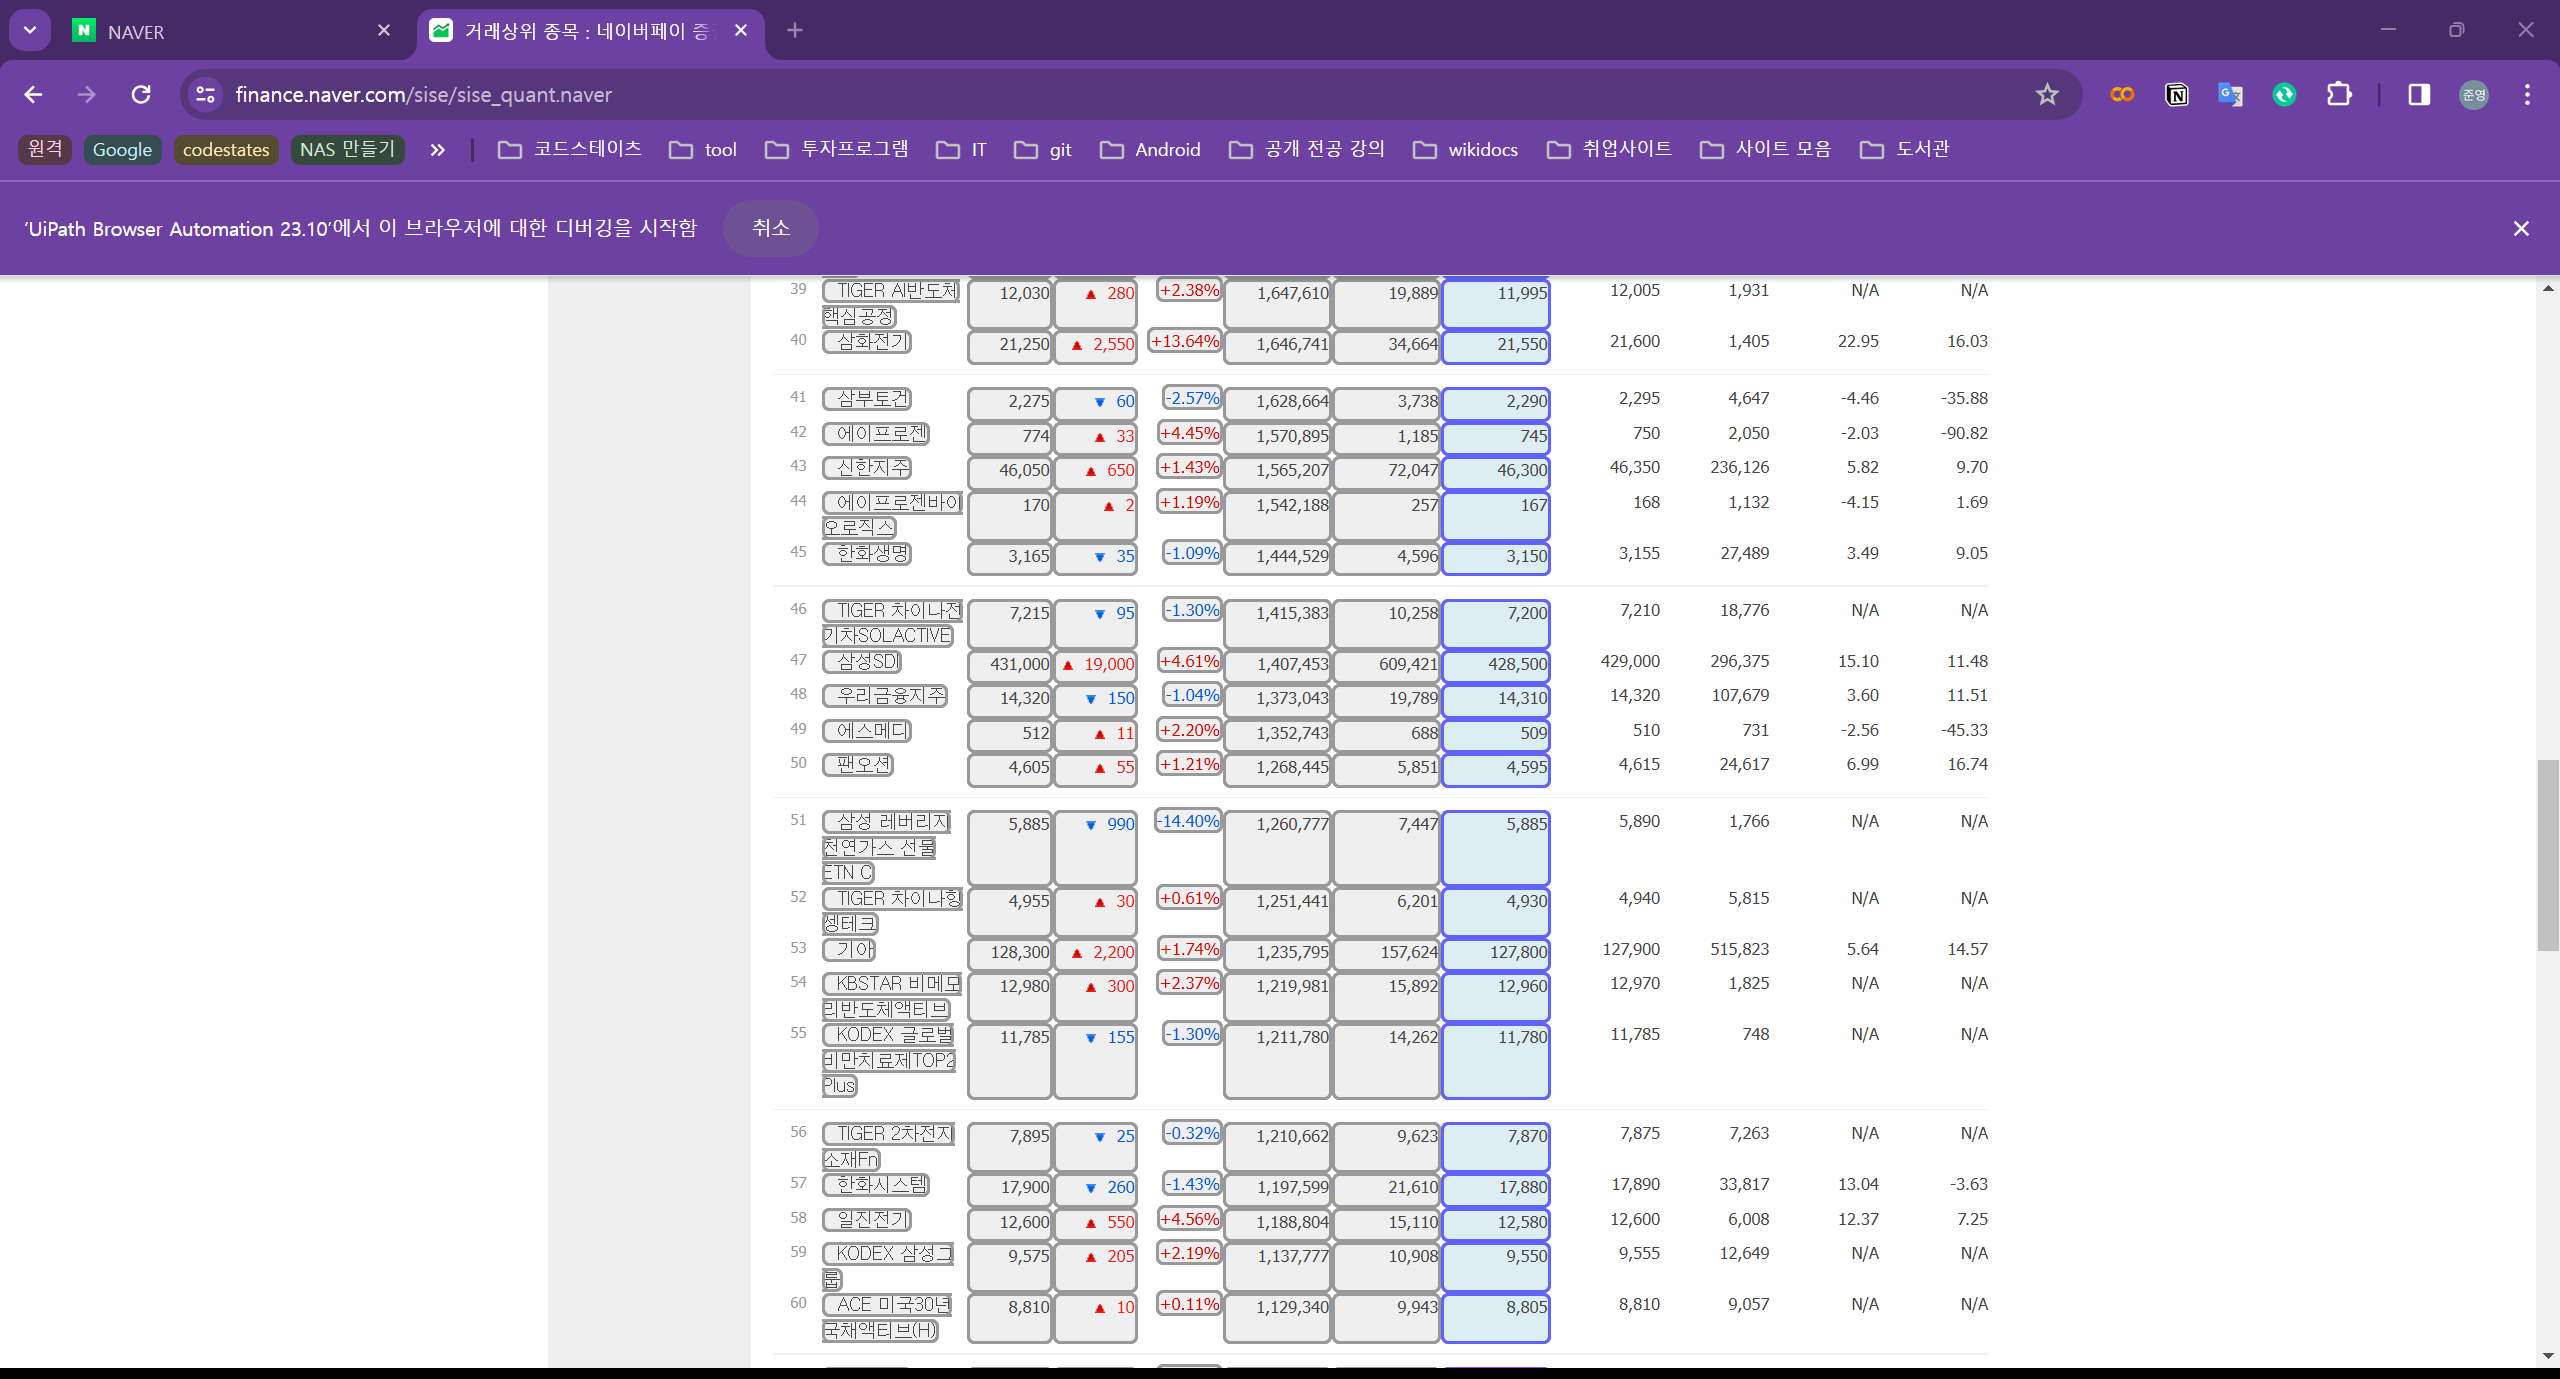 NAVER
거래상위 종목 : 네이버페이 증
finance.naver.com/sise/sise_quant.naver
준영
원격 Google codestates NAS 만들기 코드스테이츠 tool 투자프로그램 IT git Android 공개 전공 강의 wikidocs 취업사이트 사이트 모음 도서관
'UiPath Browser Automation 23.10'에서 이 브라우저에 대한 디버깅을 시작함 취소
39 TIGER AI반도체핵심공정 12,030 ▲ 280 +2.38% 1,647,610 19,889 11,995 12,005 1,931 N/A N/A
40 삼화전기 21,250 ▲ 2,550 +13.64% 1,646,741 34,664 21,550 21,600 1,405 22.95 16.03
41 삼부토건 2,275 ▼ 60 -2.57% 1,628,664 3,738 2,290 2,295 4,647 -4.46 -35.88
42 에이프로젠 774 ▲ 33 +4.45% 1,570,895 1,185 745 750 2,050 -2.03 -90.82
43 신한지주 46,050 ▲ 650 +1.43% 1,565,207 72,047 46,300 46,350 236,126 5.82 9.70
44 에이프로젠바이오로직스 170 ▲ 2 +1.19% 1,542,188 257 167 168 1,132 -4.15 1.69
45 한화생명 3,165 ▼ 35 -1.09% 1,444,529 4,596 3,150 3,155 27,489 3.49 9.05
46 TIGER 차이나전기차SOLACTIVE 7,215 ▼ 95 -1.30% 1,415,383 10,258 7,200 7,210 18,776 N/A N/A
47 삼성SDI 431,000 ▲ 19,000 +4.61% 1,407,453 609,421 428,500 429,000 296,375 15.10 11.48
48 우리금융지주 14,320 ▼ 150 -1.04% 1,373,043 19,789 14,310 14,320 107,679 3.60 11.51
49 에스메디 512 ▲ 11 +2.20% 1,352,743 688 509 510 731 -2.56 -45.33
50 팬오션 4,605 ▲ 55 +1.21% 1,268,445 5,851 4,595 4,615 24,617 6.99 16.74
51 삼성 레버리지 천연가스 선물 ETN C 5,885 ▼ 990 -14.40% 1,260,777 7,447 5,885 5,890 1,766 N/A N/A
52 TIGER 차이나항셍테크 4,955 ▲ 30 +0.61% 1,251,441 6,201 4,930 4,940 5,815 N/A N/A
53 기아 128,300 ▲ 2,200 +1.74% 1,235,795 157,624 127,800 127,900 515,823 5.64 14.57
54 KBSTAR 비메모리반도체액티브 12,980 ▲ 300 +2.37% 1,219,981 15,892 12,960 12,970 1,825 N/A N/A
55 KODEX 글로벌비만치료제TOP2 Plus 11,785 ▼ 155 -1.30% 1,211,780 14,262 11,780 11,785 748 N/A N/A
56 TIGER 2차전지소재Fn 7,895 ▼ 25 -0.32% 1,210,662 9,623 7,870 7,875 7,263 N/A N/A
57 한화시스템 17,900 ▼ 260 -1.43% 1,197,599 21,610 17,880 17,890 33,817 13.04 -3.63
58 일진전기 12,600 ▲ 550 +4.56% 1,188,804 15,110 12,580 12,600 6,008 12.37 7.25
59 KODEX 삼성그룹 9,575 ▲ 205 +2.19% 1,137,777 10,908 9,550 9,555 12,649 N/A N/A
60 ACE 미국30년국채액티브(H) 8,810 ▲ 10 +0.11% 1,129,340 9,943 8,805 8,810 9,057 N/A N/A